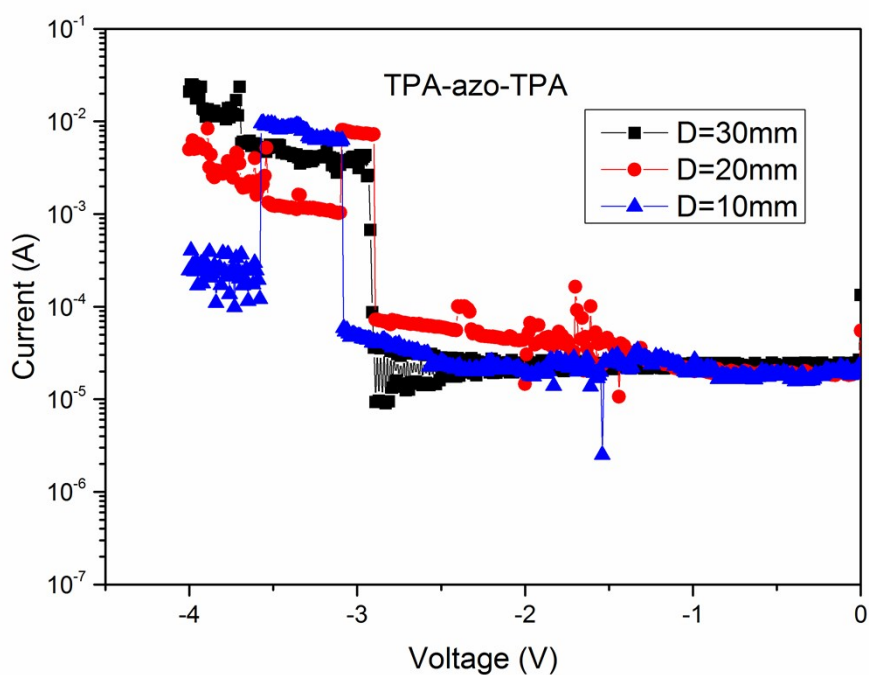 10⁻¹
10⁻²
10⁻³
10⁻⁴
10⁻⁵
10⁻⁶
10⁻⁷
Current (A)
TPA-azo-TPA
D=30mm
D=20mm
D=10mm
-4 -3 -2 -1 0
Voltage (V)